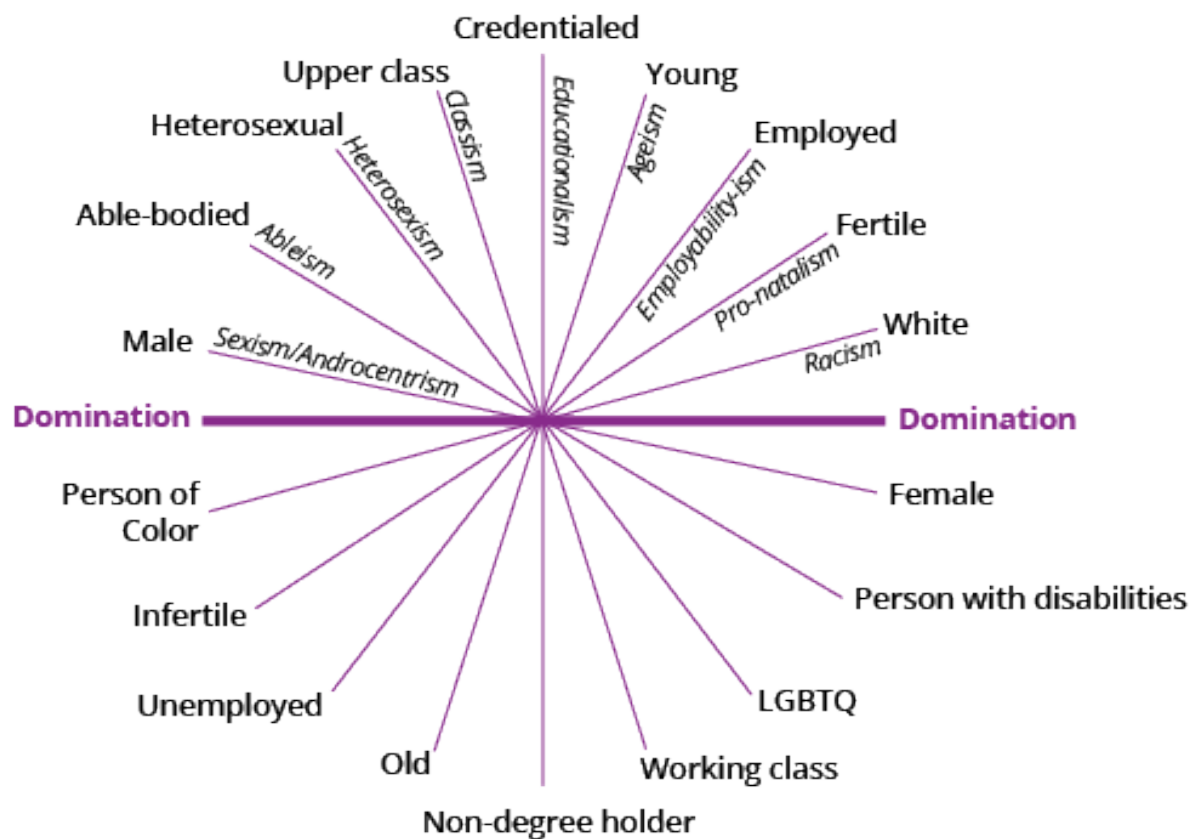 Credentialed
Upper class
Young
Heterosexual
Employed
Able-bodied
Fertile
Male
White
Classism
Educationalism
Ageism
Heterosexism
Employability-ism
Ableism
Pro-natalism
Sexism/Androcentrism
Racism
Domination
Domination
Person of
Color
Female
Infertile
Person with disabilities
Unemployed
LGBTQ
Old
Working class
Non-degree holder